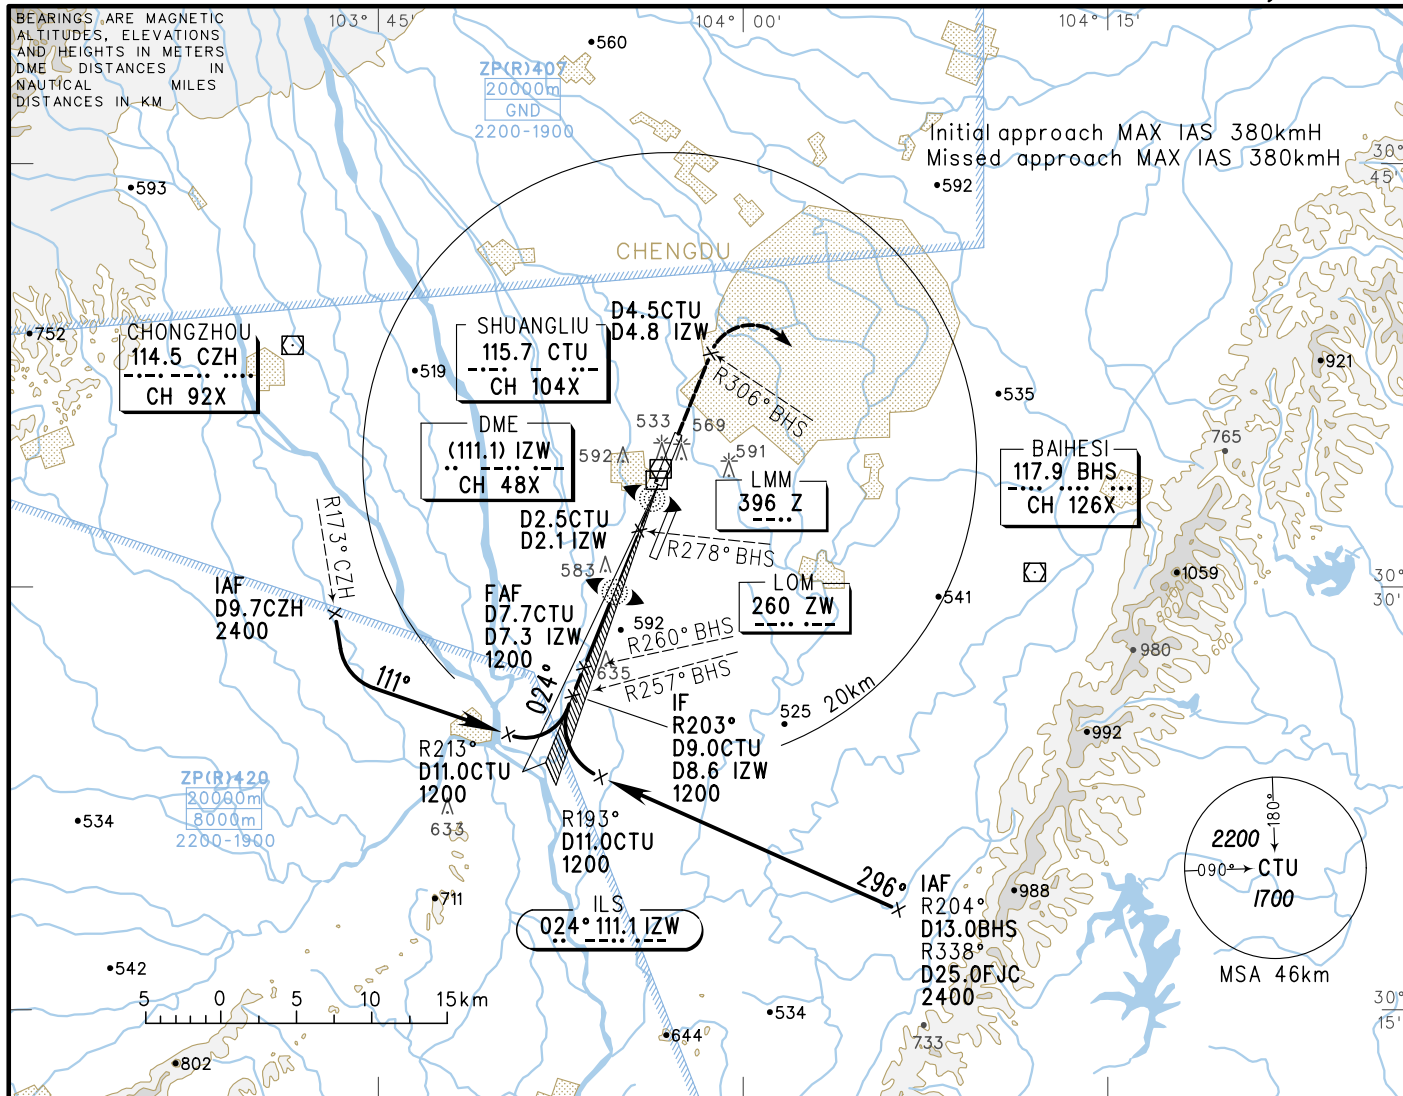 BEARINGS ARE MAGNETIC
ALTITUDES, ELEVATIONS
AND HEIGHTS IN METERS
DME DISTANCES IN
NAUTICAL MILES
DISTANCES IN KM
103° 45'
104° 00'
104° 15'
560
ZP(R)407
20000m
GND
2200-1900
Initial approach MAX IAS 380kmH
Missed approach MAX IAS 380kmH
30°
45'
593
592
CHENGDU
752
CHONGZHOU
114.5 CZH
CH 92X
519
SHUANGLIU
115.7 CTU
CH 104X
D4.5CTU
D4.8 IZW
R306° BHS
921
535
DME
(111.1) IZW
CH 48X
533
569
592
591
LMM
396 Z
BAIHESI
117.9 BHS
CH 126X
765
R173° CZH
D2.5CTU
D2.1 IZW
R278° BHS
583
LOM
260 ZW
541
1059
800
30°
30'
IAF
D9.7CZH
2400
FAF
D7.7CTU
D7.3 IZW
1200
592
R260° BHS
635
R257° BHS
980
600
111°
024°
20km
IF
R203°
D9.0CTU
D8.6 IZW
1200
525
992
R213°
D11.0CTU
1200
633
ZP(R)420
20000m
8000m
2200-1900
534
R193°
D11.0CTU
1200
180°
2200
090°
CTU
1700
MSA 46km
296°
IAF
R204°
D13.0BHS
R338°
D25.0FJC
2400
988
711
ILS
024° 111.1 IZW
542
5 0 5 10 15km
534
644
733
802
30°
15'